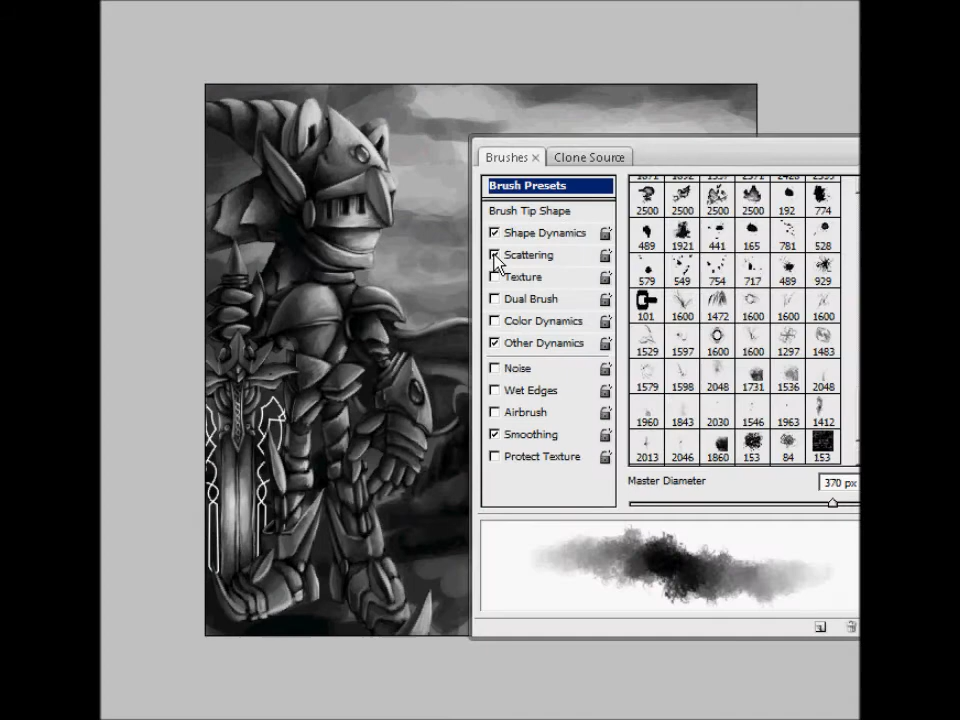 Brushes × Clone Source
Brush Presets
Brush Tip Shape
Shape Dynamics
Scattering
Texture
Dual Brush
Color Dynamics
Other Dynamics
Noise
Wet Edges
Airbrush
Smoothing
Protect Texture
2500 2500 2500 2500 192 774
489 1921 441 165 781 528
579 549 754 717 489 929
101 1600 1472 1600 1600 1600
1529 1597 1600 1600 1297 1483
1579 1598 2048 1731 1536 2048
1960 1843 2030 1546 1963 1412
2013 2046 1860 153 84 153
Master Diameter
370 px